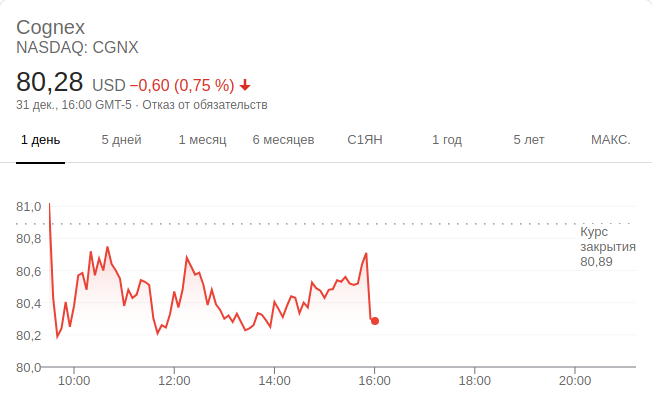 Cognex
NASDAQ: CGNX
80,28 USD −0,60 (0,75 %)
31 дек., 16:00 GMT-5 · Отказ от обязательств
1 день 5 дней 1 месяц 6 месяцев С1ЯН 1 год 5 лет МАКС.
81,0
Курс
80,8
закрытия
80,89
80,6
80,4
80,2
80,0
10:00 12:00 14:00 16:00 18:00 20:00